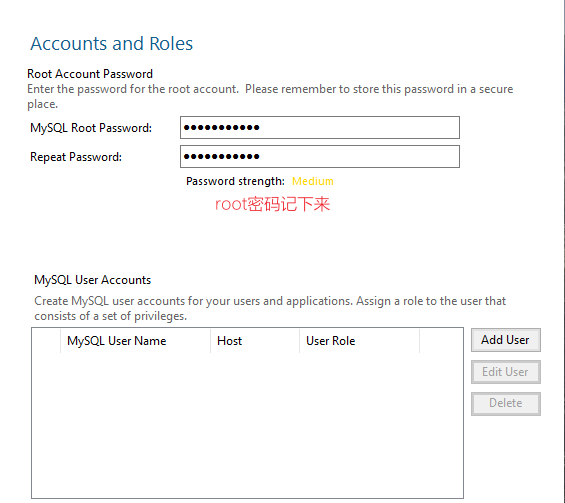 Accounts and Roles
Root Account Password
Enter the password for the root account.  Please remember to store this password in a secure
place.
MySQL Root Password: ●●●●●●●●●●●
Repeat Password: ●●●●●●●●●●●
Password strength: Medium
root密码记下来
MySQL User Accounts
Create MySQL user accounts for your users and applications. Assign a role to the user that
consists of a set of privileges.
MySQL User Name Host User Role
Add User
Edit User
Delete